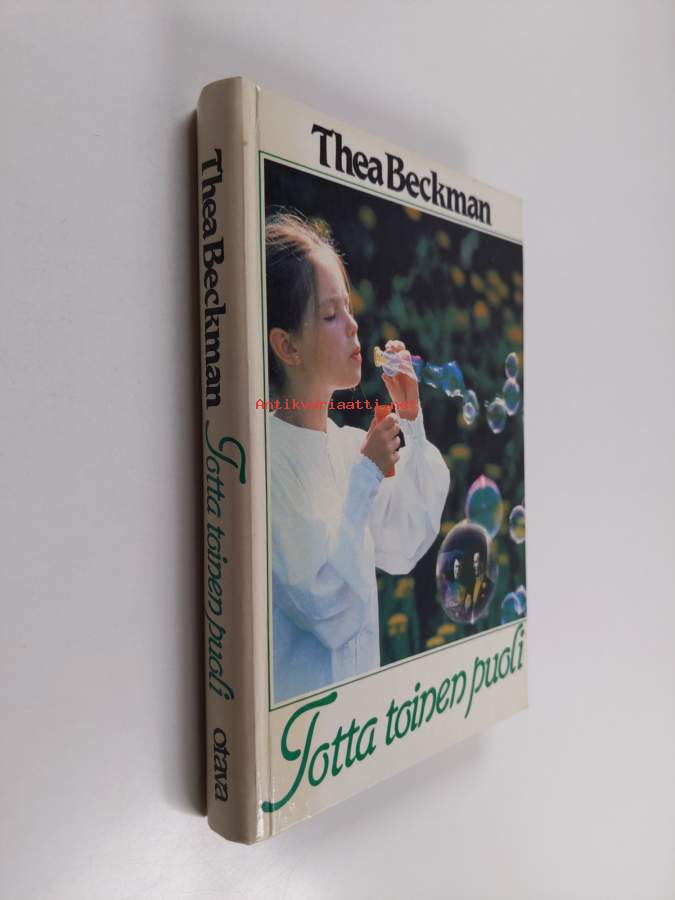 Thea Beckman
Totta toinen puoli
Thea Beckman Totta toinen puoli otava
Antikvariaatti.net